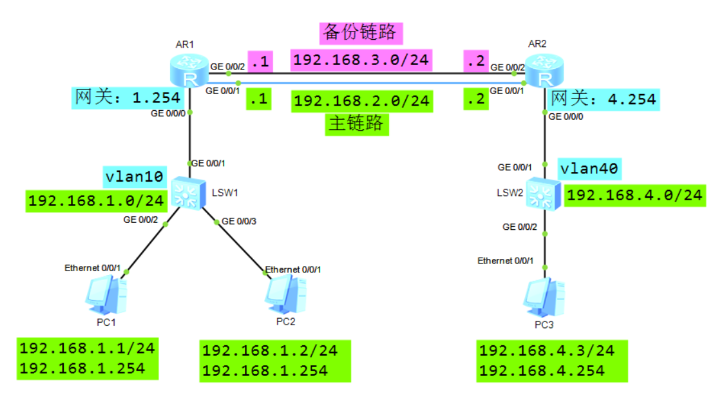 备份链路
AR1
AR2
GE 0/0/2
.1
192.168.3.0/24
.2
GE 0/0/2
GE 0/0/1
.1
192.168.2.0/24
.2
GE 0/0/1
主链路
网关: 1.254
网关: 4.254
GE 0/0/0
GE 0/0/0
GE 0/0/1
GE 0/0/1
vlan10
vlan40
LSW1
LSW2
192.168.1.0/24
192.168.4.0/24
GE 0/0/2
GE 0/0/3
GE 0/0/2
Ethernet 0/0/1
Ethernet 0/0/1
Ethernet 0/0/1
PC1
PC2
PC3
192.168.1.1/24
192.168.1.254
192.168.1.2/24
192.168.1.254
192.168.4.3/24
192.168.4.254